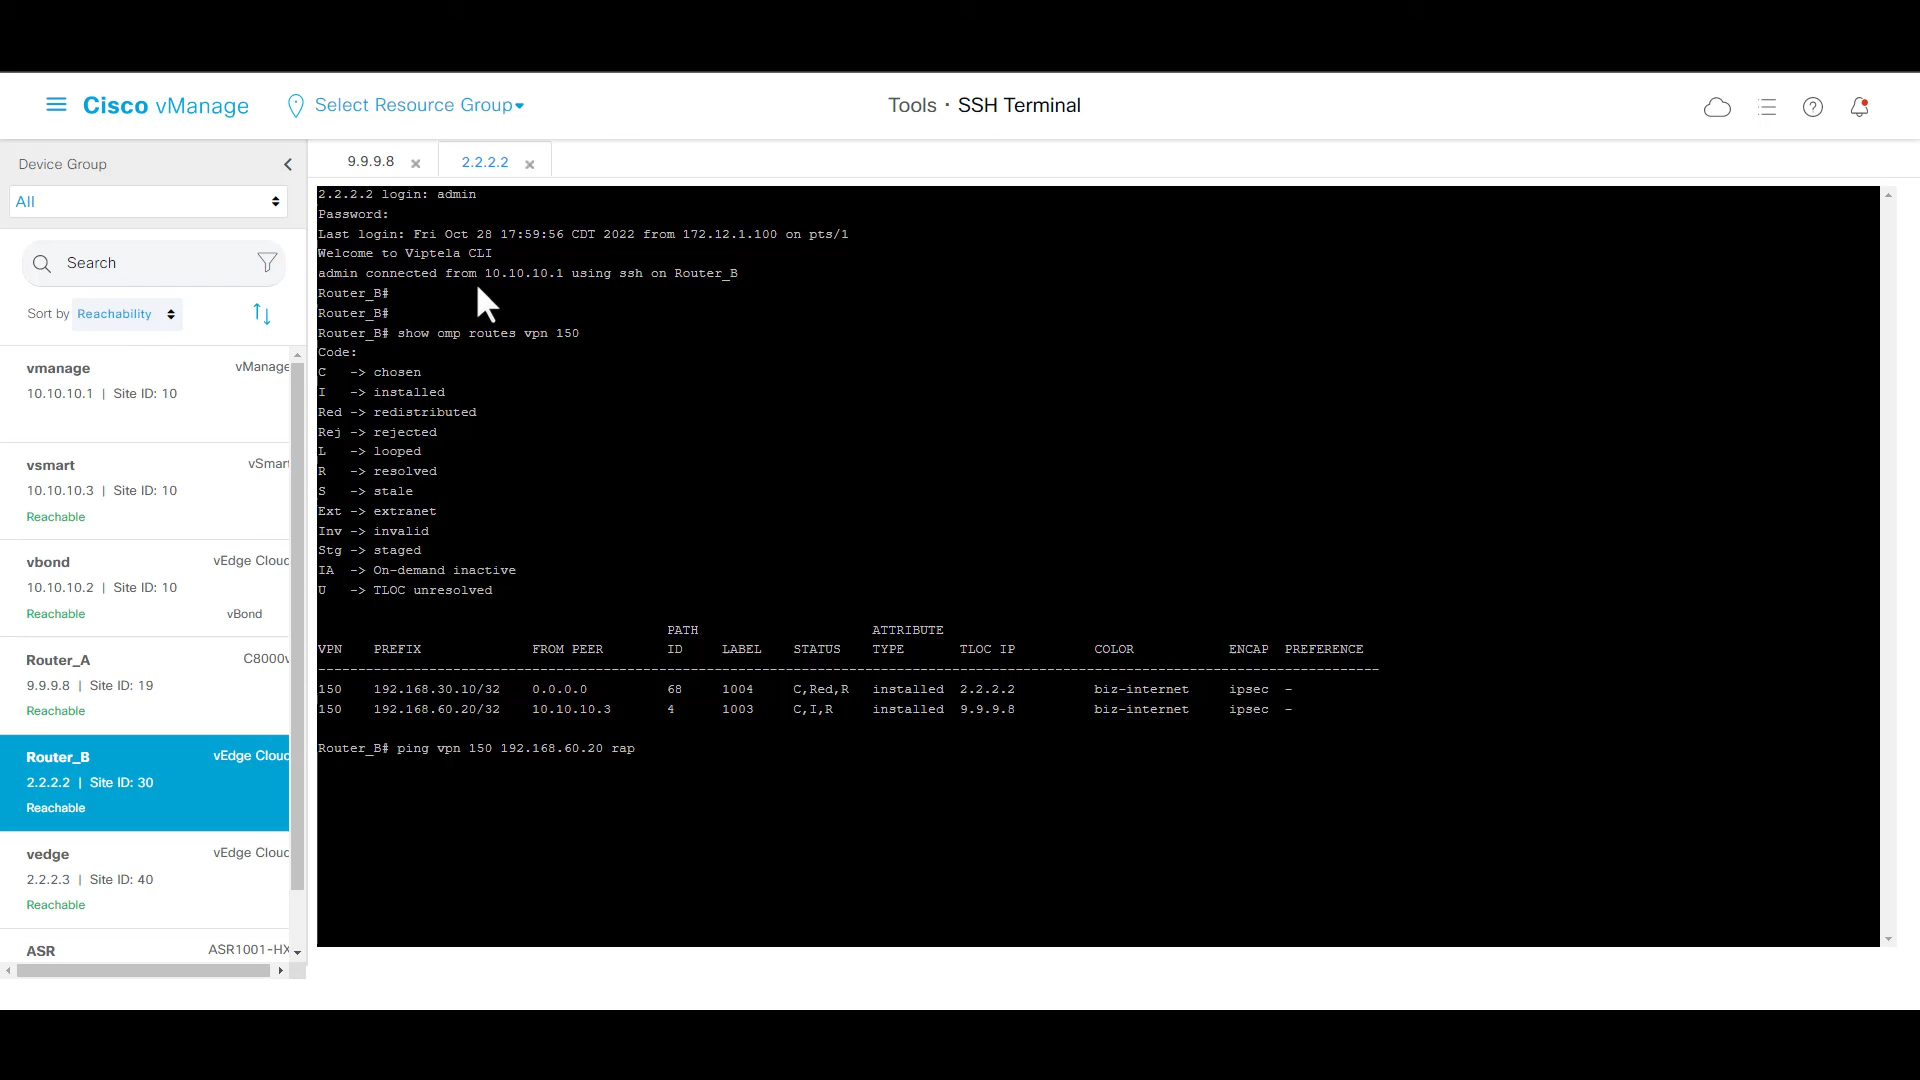 Cisco vManage
Select Resource Group
Tools · SSH Terminal
Device Group
All
Search
Sort by Reachability
vmanage vManage
10.10.10.1 | Site ID: 10
vsmart vSmart
10.10.10.3 | Site ID: 10
Reachable
vbond vEdge Cloud
10.10.10.2 | Site ID: 10
Reachable vBond
Router_A C8000v
9.9.9.8 | Site ID: 19
Reachable
Router_B vEdge Cloud
2.2.2.2 | Site ID: 30
Reachable
vedge vEdge Cloud
2.2.2.3 | Site ID: 40
Reachable
ASR ASR1001-HX
9.9.9.8 × 2.2.2.2 ×
2.2.2.2 login: admin
Password:
Last login: Fri Oct 28 17:59:56 CDT 2022 from 172.12.1.100 on pts/1
Welcome to Viptela CLI
admin connected from 10.10.10.1 using ssh on Router_B
Router_B#
Router_B#
Router_B# show omp routes vpn 150
Code:
C -> chosen
I -> installed
Red -> redistributed
Rej -> rejected
L -> looped
R -> resolved
S -> stale
Ext -> extranet
Inv -> invalid
Stg -> staged
IA -> On-demand inactive
U -> TLOC unresolved
PATH ATTRIBUTE
VPN PREFIX FROM PEER ID LABEL STATUS TYPE TLOC IP COLOR ENCAP PREFERENCE
--------------------------------------------------------------------------------------------------------------------------------------
150 192.168.30.10/32 0.0.0.0 68 1004 C,Red,R installed 2.2.2.2 biz-internet ipsec -
150 192.168.60.20/32 10.10.10.3 4 1003 C,I,R installed 9.9.9.8 biz-internet ipsec -
Router_B# ping vpn 150 192.168.60.20 rap